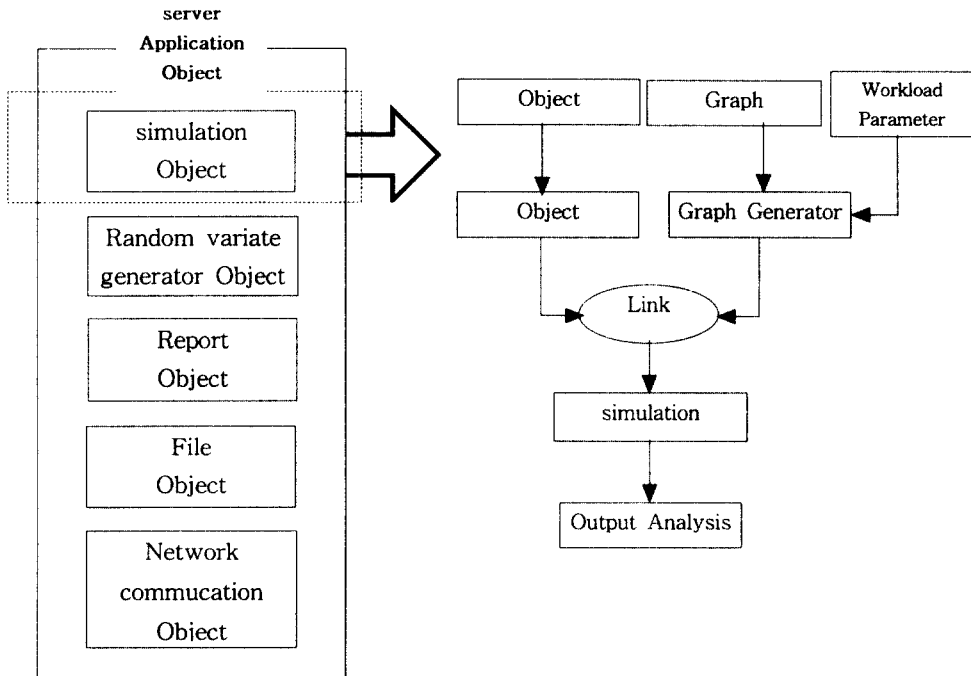 server
Application
Object
simulation
Object
Random variate
generator Object
Report
Object
File
Object
Network
commucation
Object
Object
Graph
Workload
Parameter
Object
Graph Generator
Link
simulation
Output Analysis